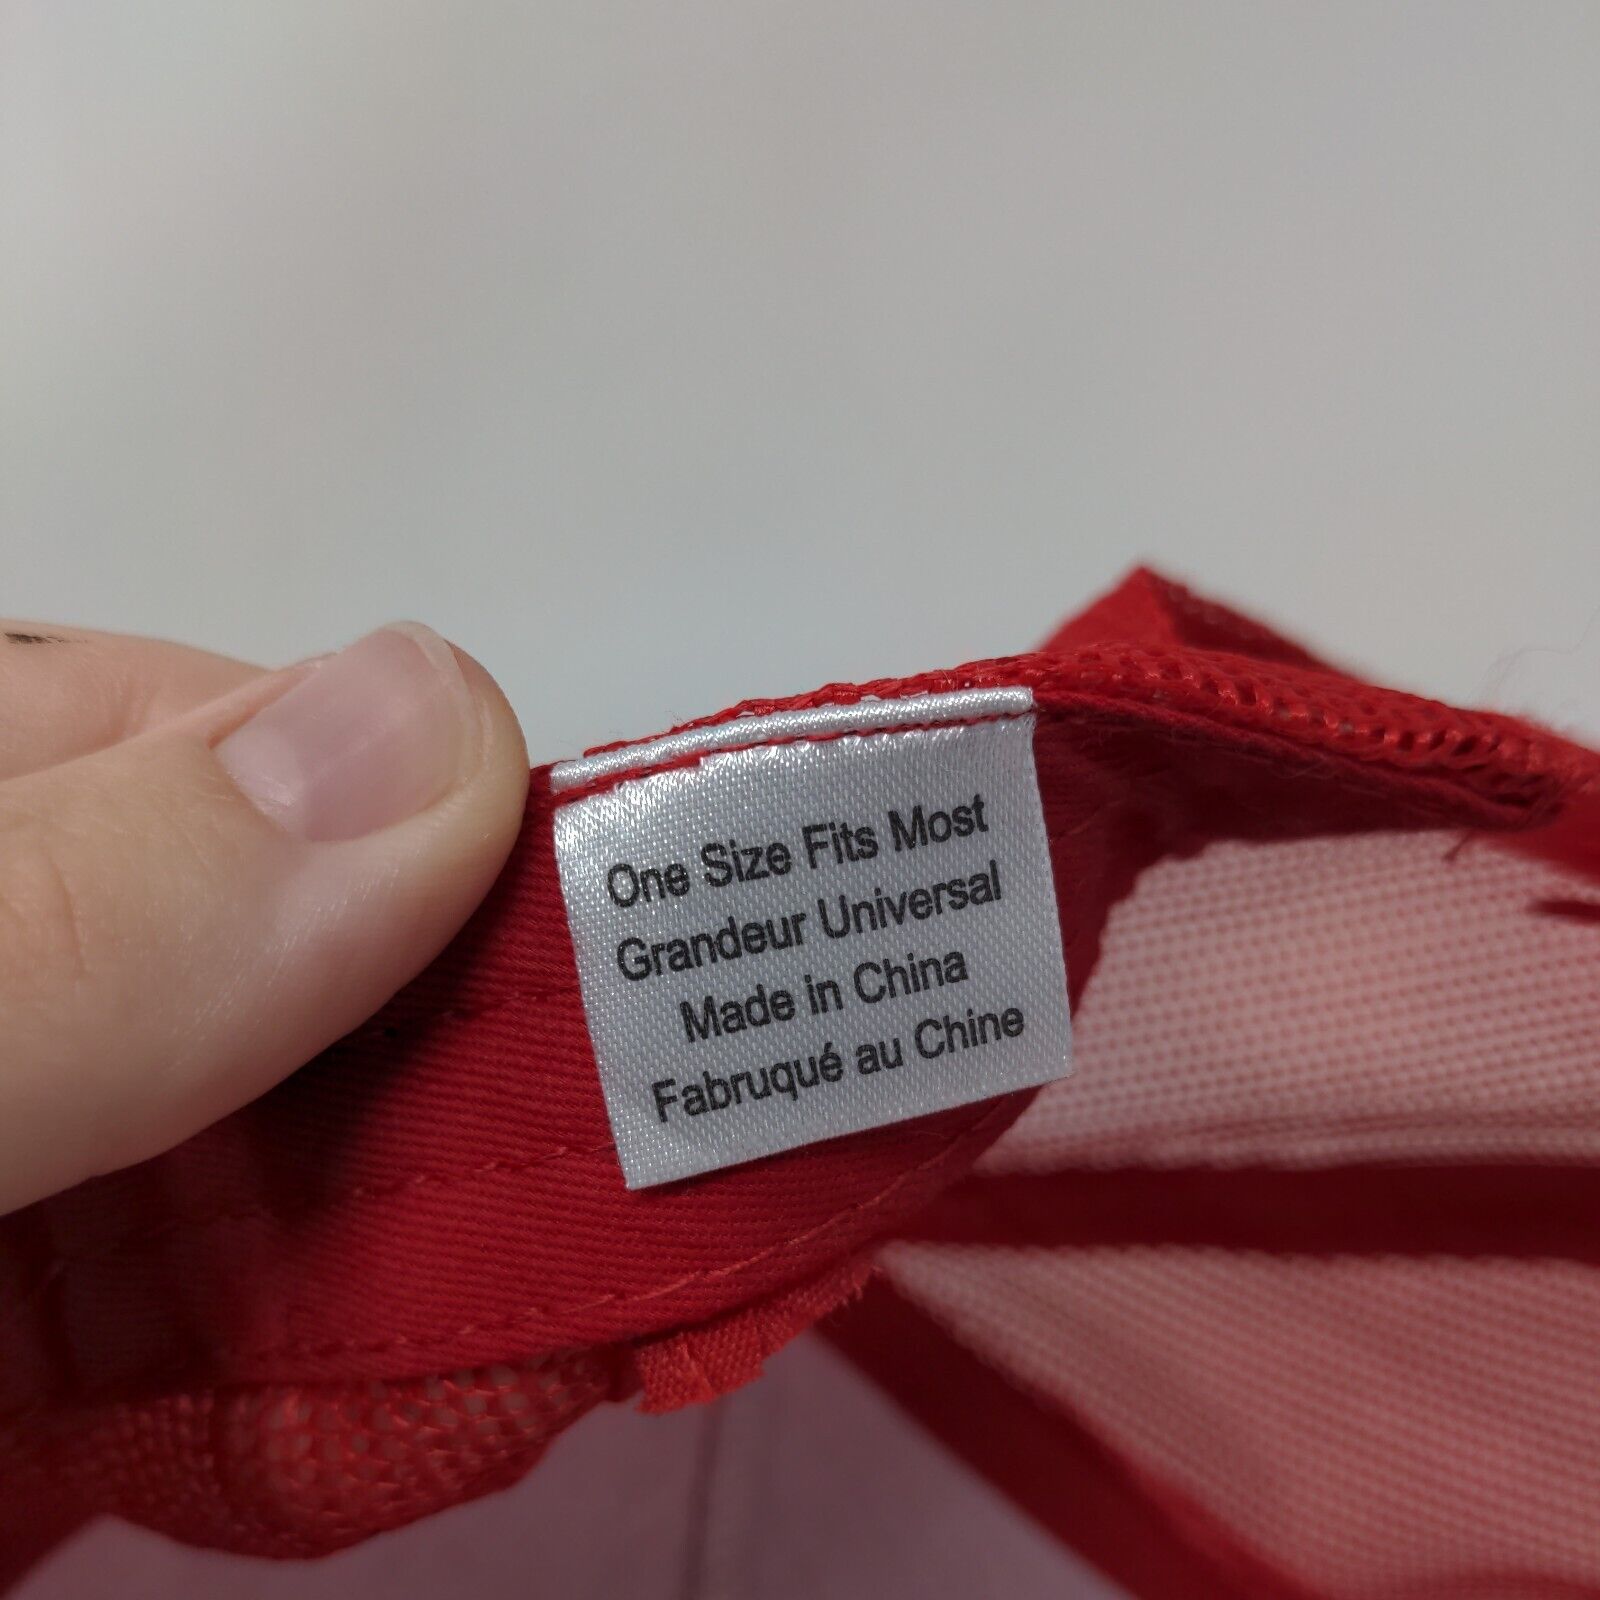 One Size Fits Most
Grandeur Universal
Made in China
Fabruqué au Chine